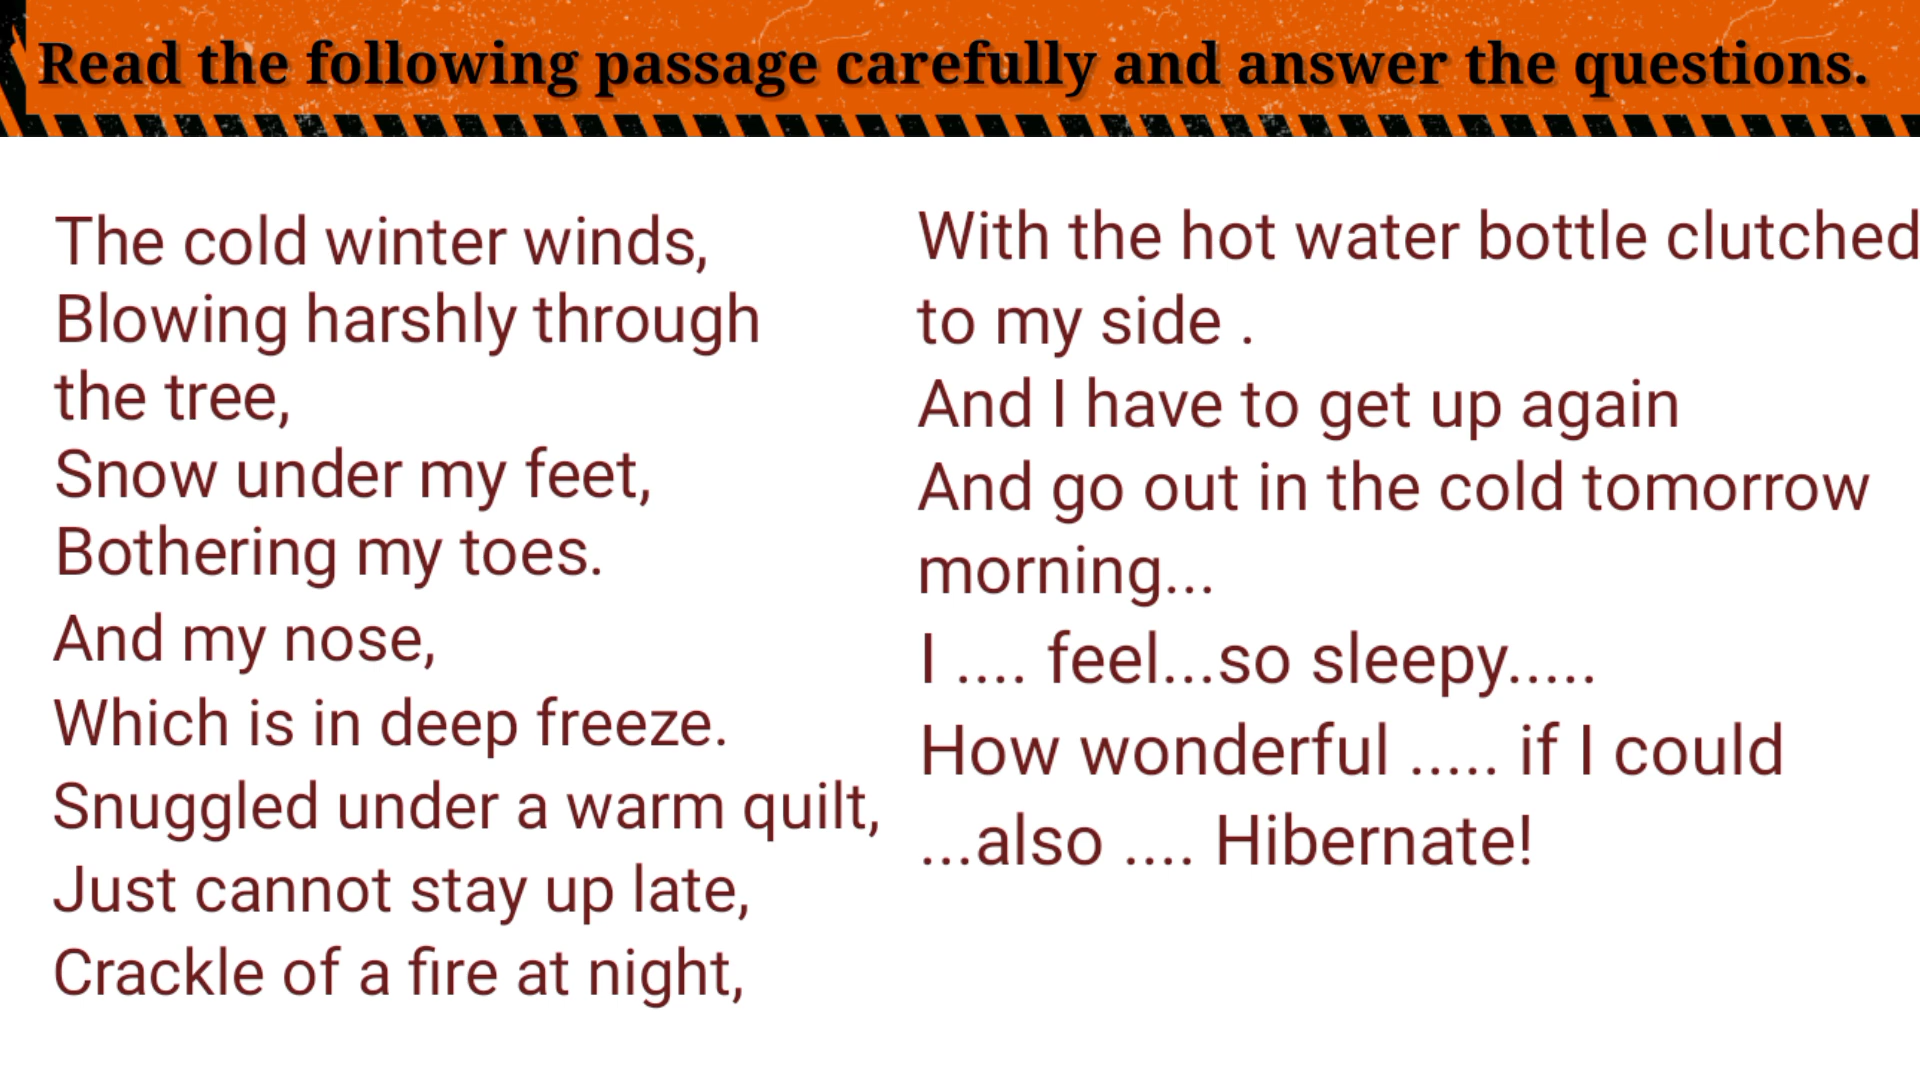 Read the following passage carefully and answer the questions.
The cold winter winds,
Blowing harshly through
the tree,
Snow under my feet,
Bothering my toes.
And my nose,
Which is in deep freeze.
Snuggled under a warm quilt,
Just cannot stay up late,
Crackle of a fire at night,
With the hot water bottle clutched
to my side .
And I have to get up again
And go out in the cold tomorrow
morning...
I .... feel...so sleepy.....
How wonderful ..... if I could
...also .... Hibernate!